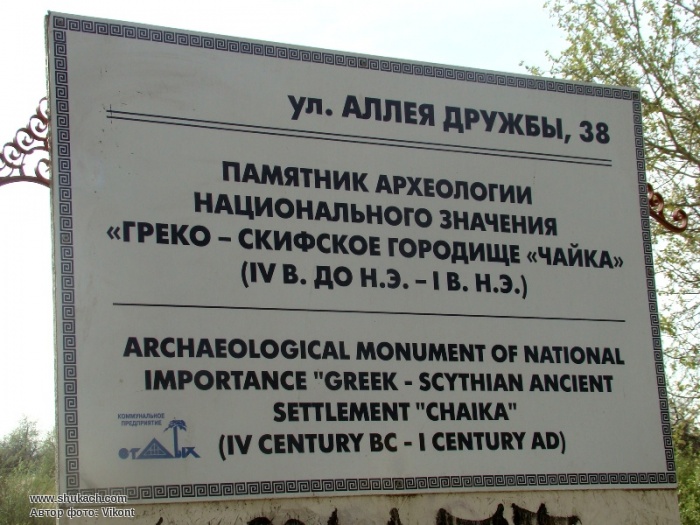 ул. АЛЛЕЯ ДРУЖБЫ, 38
ПАМЯТНИК АРХЕОЛОГИИ
НАЦИОНАЛЬНОГО ЗНАЧЕНИЯ
«ГРЕКО – СКИФСКОЕ ГОРОДИЩЕ «ЧАЙКА»
(IV В. ДО Н.Э. – I В. Н.Э.)
ARCHAEOLOGICAL MONUMENT OF NATIONAL
IMPORTANCE "GREEK - SCYTHIAN ANCIENT
SETTLEMENT "CHAIKA"
(IV CENTURY BC - I CENTURY AD)
КОММУНАЛЬНОЕ
ПРЕДПРИЯТИЕ
www.shukach.com
Автор фото: Vikont